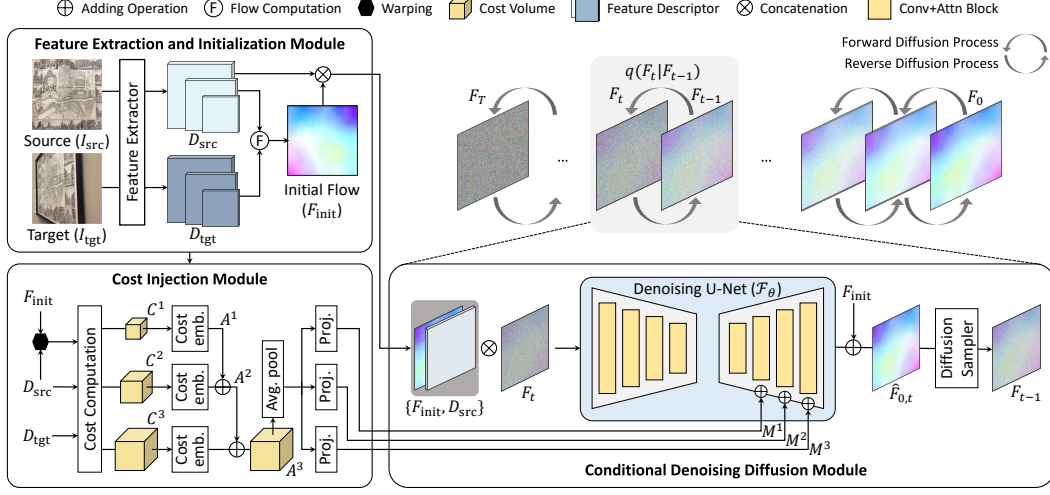 Adding Operation
F Flow Computation
Warping
Cost Volume
Feature Descriptor
Concatenation
Conv+Attn Block
Feature Extraction and Initialization Module
Source (I_src)
Target (I_tgt)
Feature Extractor
D_src
D_tgt
F
Initial Flow
(F_init)
Forward Diffusion Process
Reverse Diffusion Process
q(F_t|F_{t−1})
F_T
...
F_t
F_{t−1}
...
F_0
Cost Injection Module
F_init
D_src
D_tgt
Cost Computation
C^1
C^2
C^3
Cost
emb.
Cost
emb.
Cost
emb.
A^1
A^2
A^3
Avg. pool
Proj.
Proj.
Proj.
{F_init, D_src}
F_t
Denoising U-Net (ℱ_θ)
M^1
M^2
M^3
F_init
F̂_{0,t}
Diffusion
Sampler
F_{t−1}
Conditional Denoising Diffusion Module